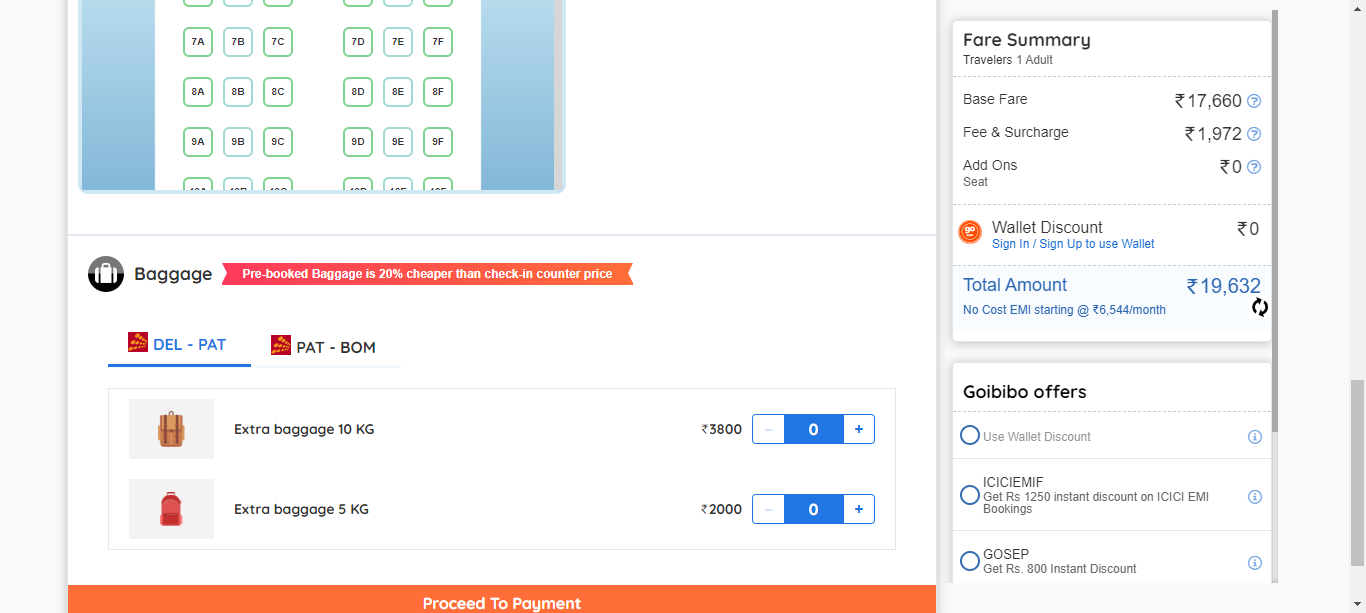 7A 7B 7C 7D 7E 7F
8A 8B 8C 8D 8E 8F
9A 9B 9C 9D 9E 9F
Baggage
Pre-booked Baggage is 20% cheaper than check-in counter price
DEL - PAT
PAT - BOM
Extra baggage 10 KG ₹3800 − 0 +
Extra baggage 5 KG ₹2000 − 0 +
Proceed To Payment
Fare Summary
Travelers 1 Adult
Base Fare ₹17,660 ?
Fee & Surcharge ₹1,972 ?
Add Ons ₹0 ?
Seat
go
Wallet Discount ₹0
Sign In / Sign Up to use Wallet
Total Amount ₹19,632
No Cost EMI starting @ ₹6,544/month
Goibibo offers
Use Wallet Discount i
ICICIEMIF
Get Rs 1250 instant discount on ICICI EMI i
Bookings
GOSEP
Get Rs. 800 Instant Discount i